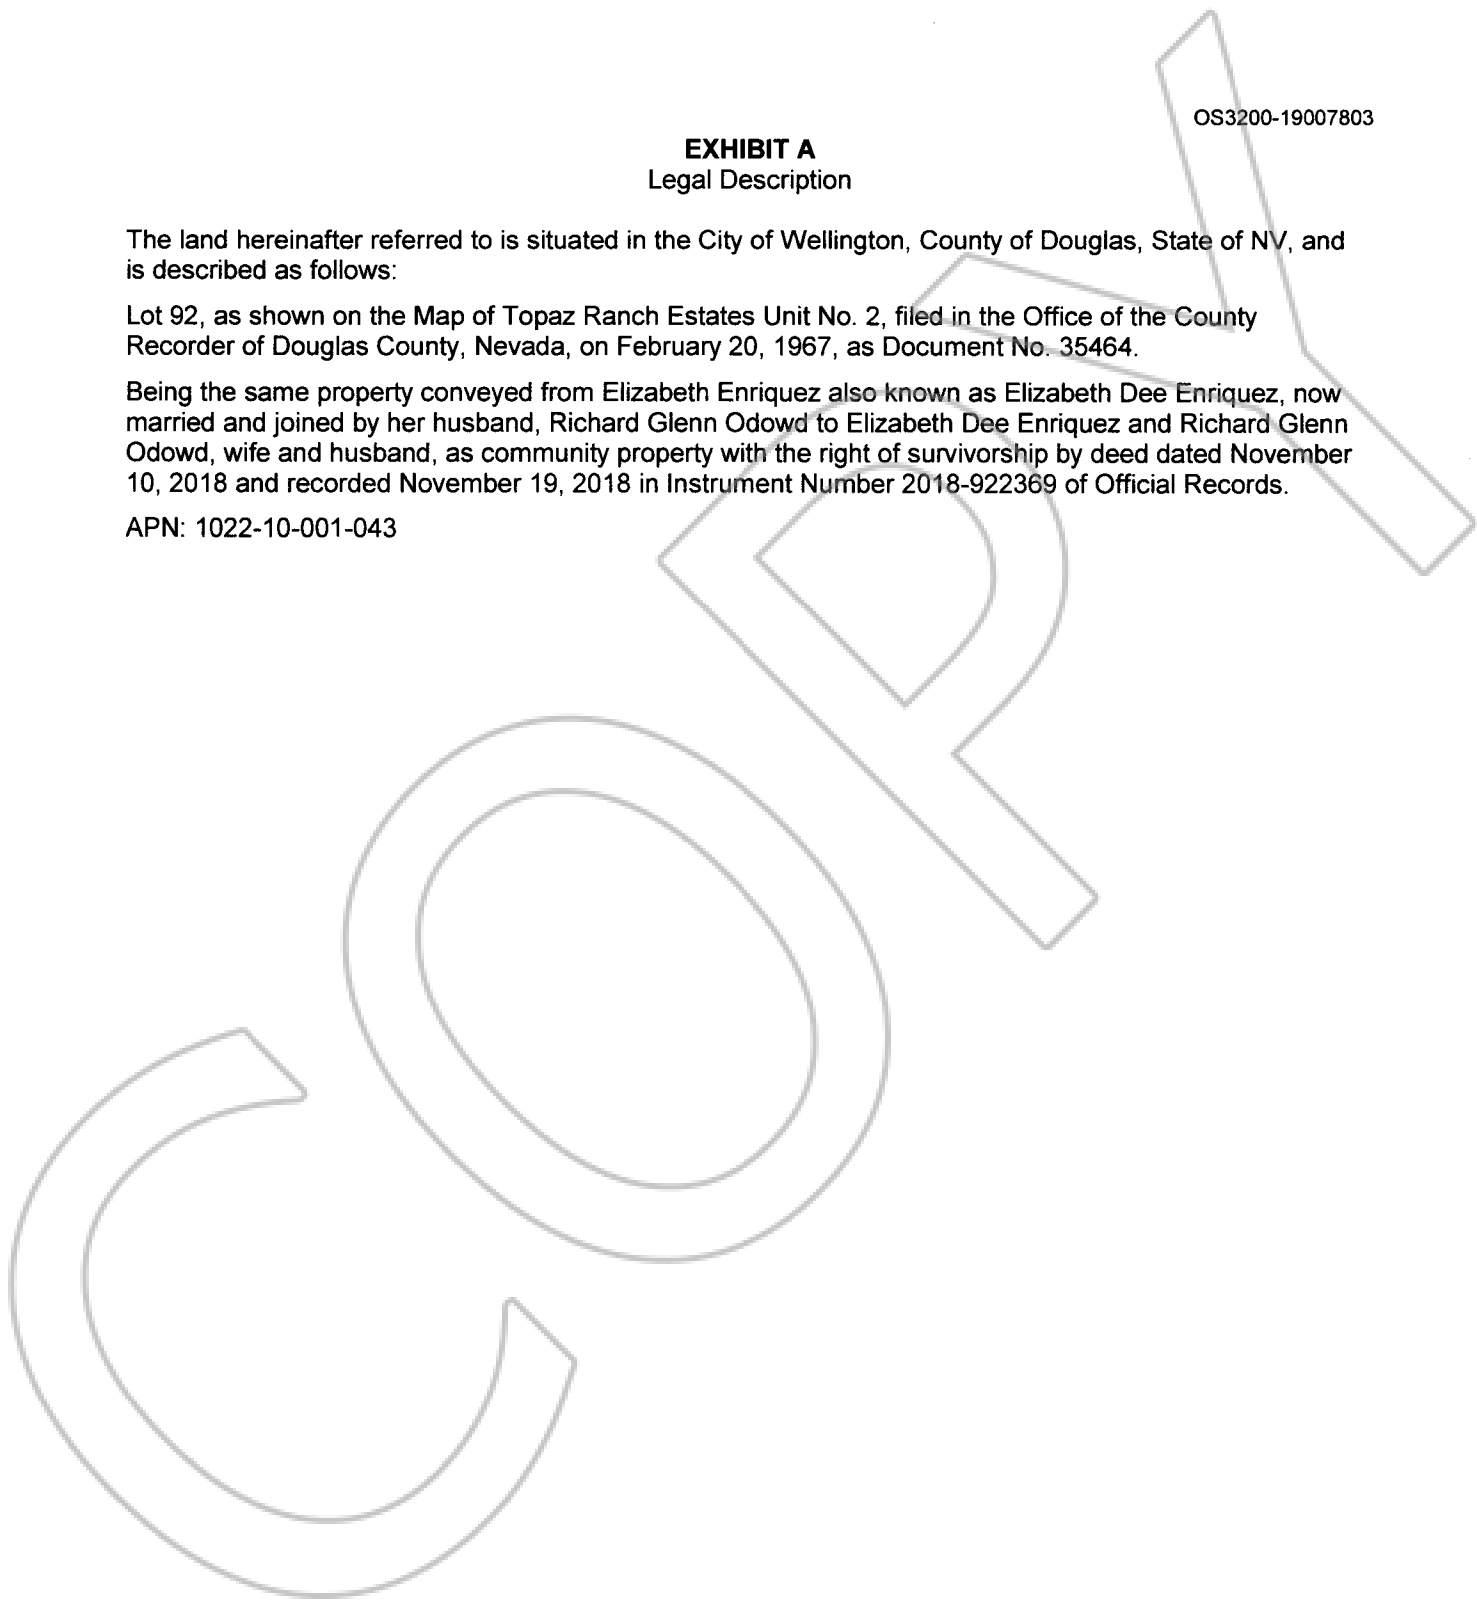 OS3200-19007803
EXHIBIT A
Legal Description
The land hereinafter referred to is situated in the City of Wellington, County of Douglas, State of NV, and
is described as follows:
Lot 92, as shown on the Map of Topaz Ranch Estates Unit No. 2, filed in the Office of the County
Recorder of Douglas County, Nevada, on February 20, 1967, as Document No. 35464.
Being the same property conveyed from Elizabeth Enriquez also known as Elizabeth Dee Enriquez, now
married and joined by her husband, Richard Glenn Odowd to Elizabeth Dee Enriquez and Richard Glenn
Odowd, wife and husband, as community property with the right of survivorship by deed dated November
10, 2018 and recorded November 19, 2018 in Instrument Number 2018-922369 of Official Records.
APN: 1022-10-001-043
COPY